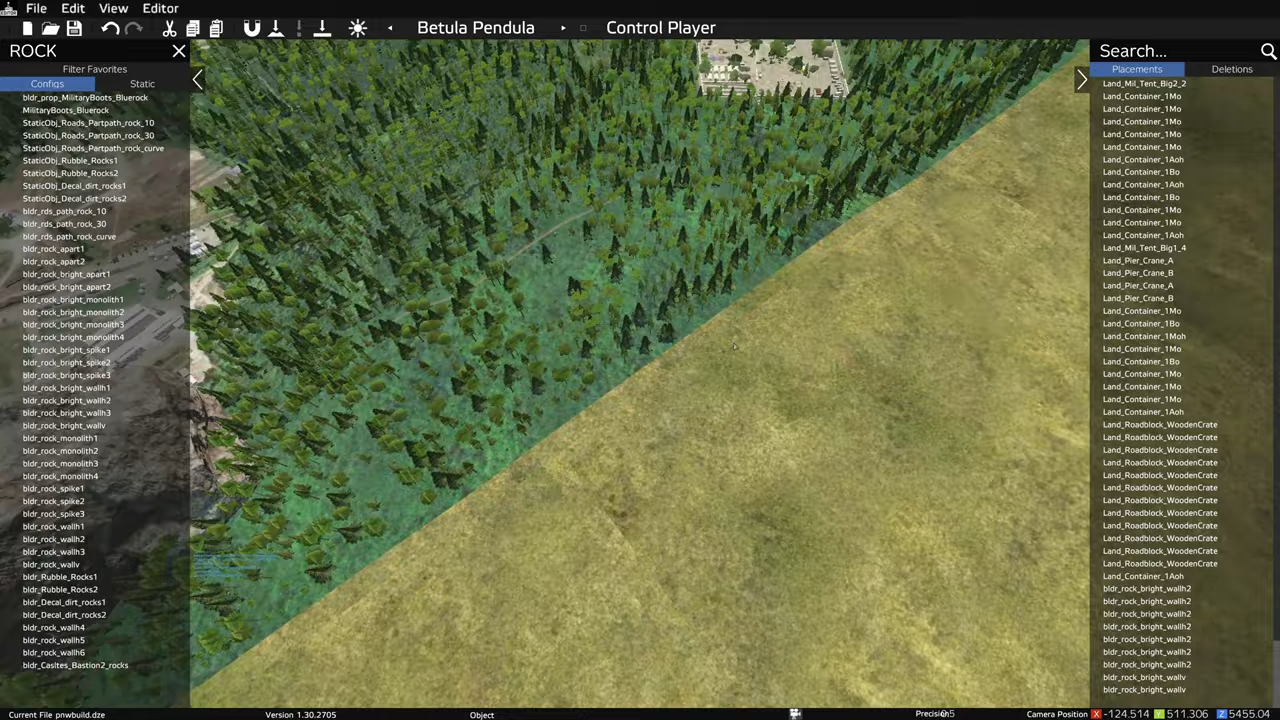 File Edit View Editor
Betula Pendula
Control Player
ROCK
Filter Favorites
Configs Static
bldr_prop_MilitaryBoots_Bluerock
MilitaryBoots_Bluerock
StaticObj_Roads_Partpath_rock_10
StaticObj_Roads_Partpath_rock_30
StaticObj_Roads_Partpath_rock_curve
StaticObj_Rubble_Rocks1
StaticObj_Rubble_Rocks2
StaticObj_Decal_dirt_rocks1
StaticObj_Decal_dirt_rocks2
bldr_rds_path_rock_10
bldr_rds_path_rock_30
bldr_rds_path_rock_curve
bldr_rock_apart1
bldr_rock_apart2
bldr_rock_bright_apart1
bldr_rock_bright_apart2
bldr_rock_bright_monolith1
bldr_rock_bright_monolith2
bldr_rock_bright_monolith3
bldr_rock_bright_monolith4
bldr_rock_bright_spike1
bldr_rock_bright_spike2
bldr_rock_bright_spike3
bldr_rock_bright_wallh1
bldr_rock_bright_wallh2
bldr_rock_bright_wallh3
bldr_rock_bright_wallv
bldr_rock_monolith1
bldr_rock_monolith2
bldr_rock_monolith3
bldr_rock_monolith4
bldr_rock_spike1
bldr_rock_spike2
bldr_rock_spike3
bldr_rock_wallh1
bldr_rock_wallh2
bldr_rock_wallh3
bldr_rock_wallv
bldr_Rubble_Rocks1
bldr_Rubble_Rocks2
bldr_Decal_dirt_rocks1
bldr_Decal_dirt_rocks2
bldr_rock_wallh4
bldr_rock_wallh5
bldr_rock_wallh6
bldr_Casltes_Bastion2_rocks
Search...
Placements Deletions
Land_Mil_Tent_Big2_2
Land_Container_1Mo
Land_Container_1Mo
Land_Container_1Mo
Land_Container_1Mo
Land_Container_1Mo
Land_Container_1Aoh
Land_Container_1Bo
Land_Container_1Aoh
Land_Container_1Bo
Land_Container_1Mo
Land_Container_1Mo
Land_Container_1Aoh
Land_Mil_Tent_Big1_4
Land_Pier_Crane_A
Land_Pier_Crane_B
Land_Pier_Crane_A
Land_Pier_Crane_B
Land_Container_1Mo
Land_Container_1Bo
Land_Container_1Moh
Land_Container_1Mo
Land_Container_1Bo
Land_Container_1Mo
Land_Container_1Mo
Land_Container_1Mo
Land_Container_1Aoh
Land_Roadblock_WoodenCrate
Land_Roadblock_WoodenCrate
Land_Roadblock_WoodenCrate
Land_Roadblock_WoodenCrate
Land_Roadblock_WoodenCrate
Land_Roadblock_WoodenCrate
Land_Roadblock_WoodenCrate
Land_Roadblock_WoodenCrate
Land_Roadblock_WoodenCrate
Land_Roadblock_WoodenCrate
Land_Roadblock_WoodenCrate
Land_Roadblock_WoodenCrate
Land_Container_1Aoh
bldr_rock_bright_wallh2
bldr_rock_bright_wallh2
bldr_rock_bright_wallh2
bldr_rock_bright_wallh2
bldr_rock_bright_wallh2
bldr_rock_bright_wallh2
bldr_rock_bright_wallh2
bldr_rock_bright_wallv
bldr_rock_bright_wallv
Current File pnwbuild.dze Version 1.30.2705 Object Precision Camera Position X -124.514 Y 511.306 Z 5455.04